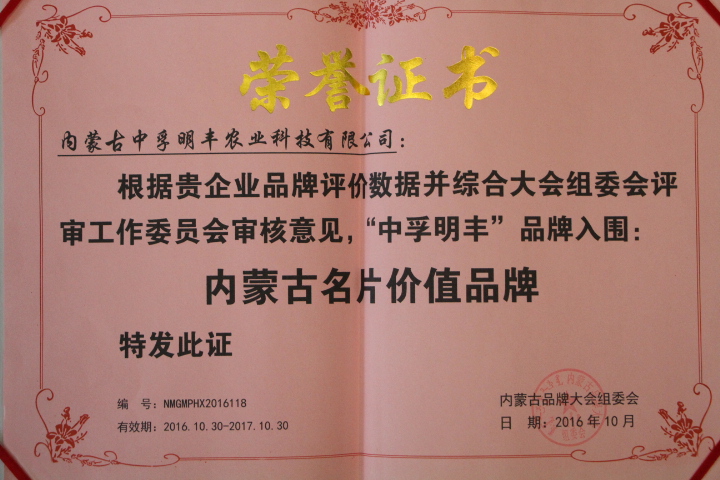 荣誉证书
内蒙古中孚明丰农业科技有限公司：
根据贵企业品牌评价数据并综合大会组委会评
审工作委员会审核意见，“中孚明丰”品牌入围：
内蒙古名片价值品牌
特发此证
编 号：NMGMPHX2016118
有效期：2016.10.30-2017.10.30
内蒙古品牌大会组委会
日 期：2016年10月